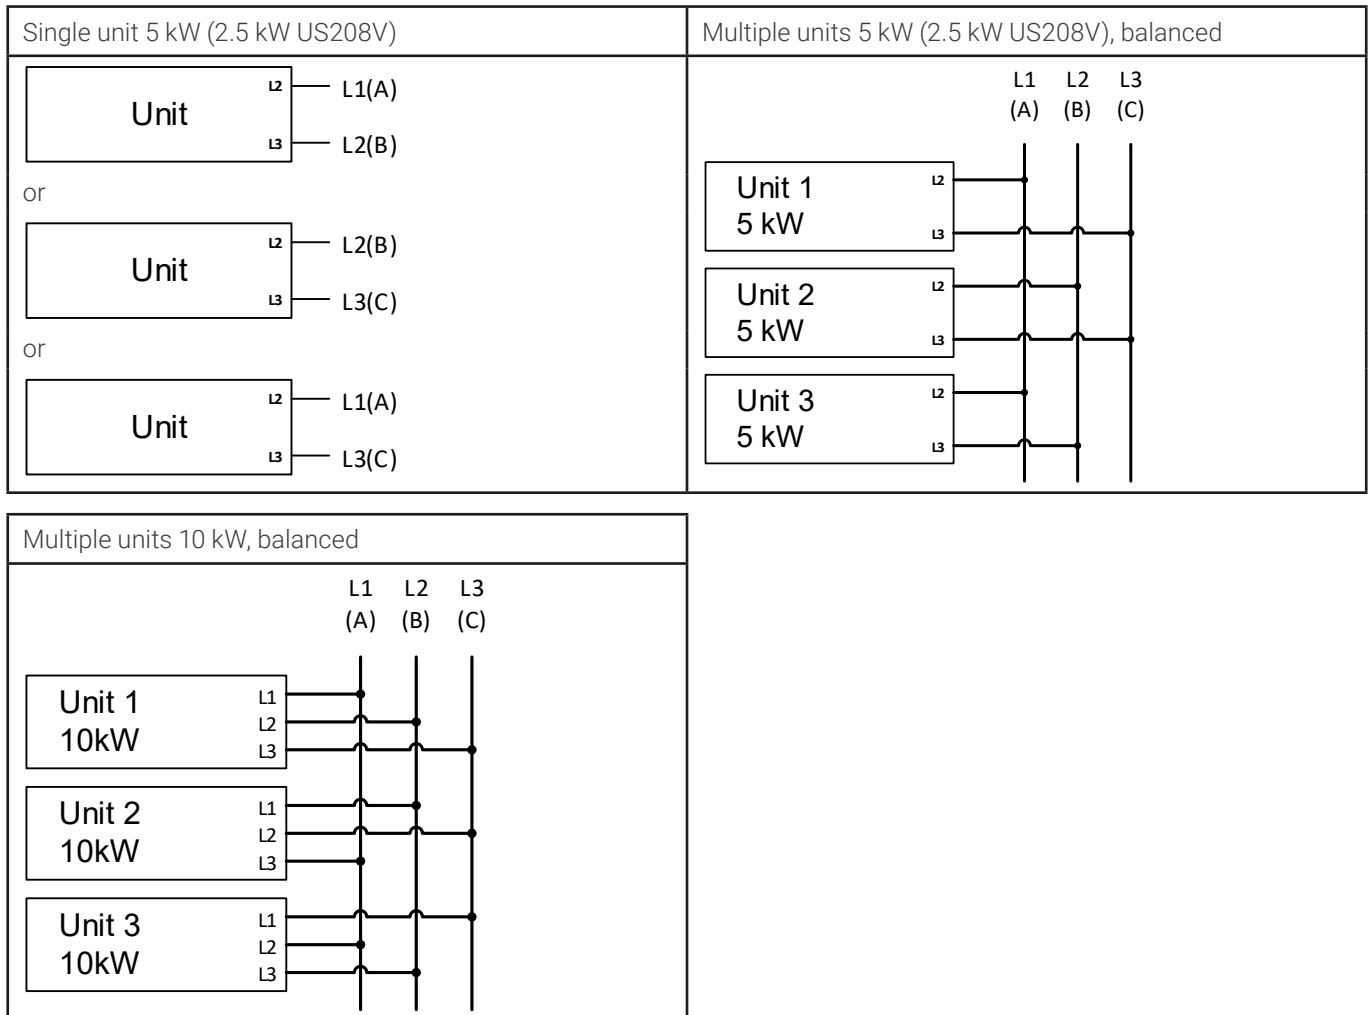 Single unit 5 kW (2.5 kW US208V)
L2 L1(A)
Unit
L3 L2(B)
or
L2 L2(B)
Unit
L3 L3(C)
or
L2 L1(A)
Unit
L3 L3(C)
Multiple units 5 kW (2.5 kW US208V), balanced
L1 L2 L3
(A) (B) (C)
Unit 1 L2
5 kW L3
Unit 2 L2
5 kW L3
Unit 3 L2
5 kW L3
Multiple units 10 kW, balanced
L1 L2 L3
(A) (B) (C)
Unit 1 L1
L2
10kW L3
Unit 2 L1
L2
10kW L3
Unit 3 L1
L2
10kW L3